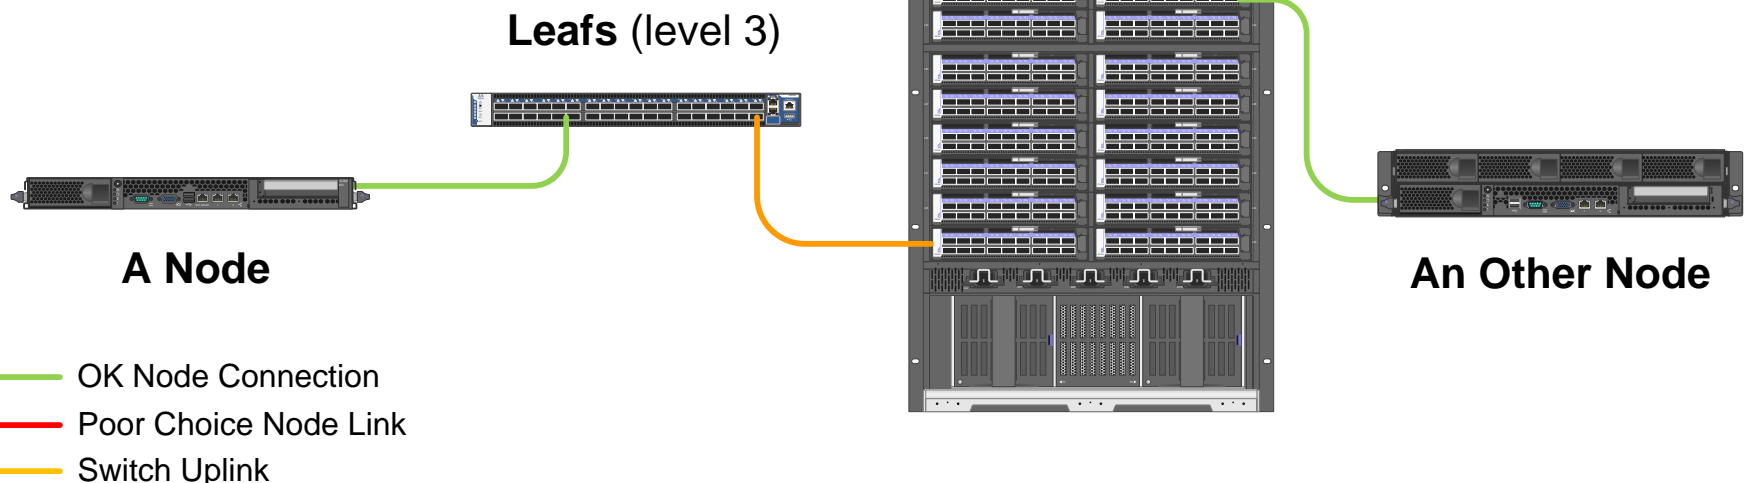 Leafs (level 3)
A Node
An Other Node
OK Node Connection
Poor Choice Node Link
Switch Uplink